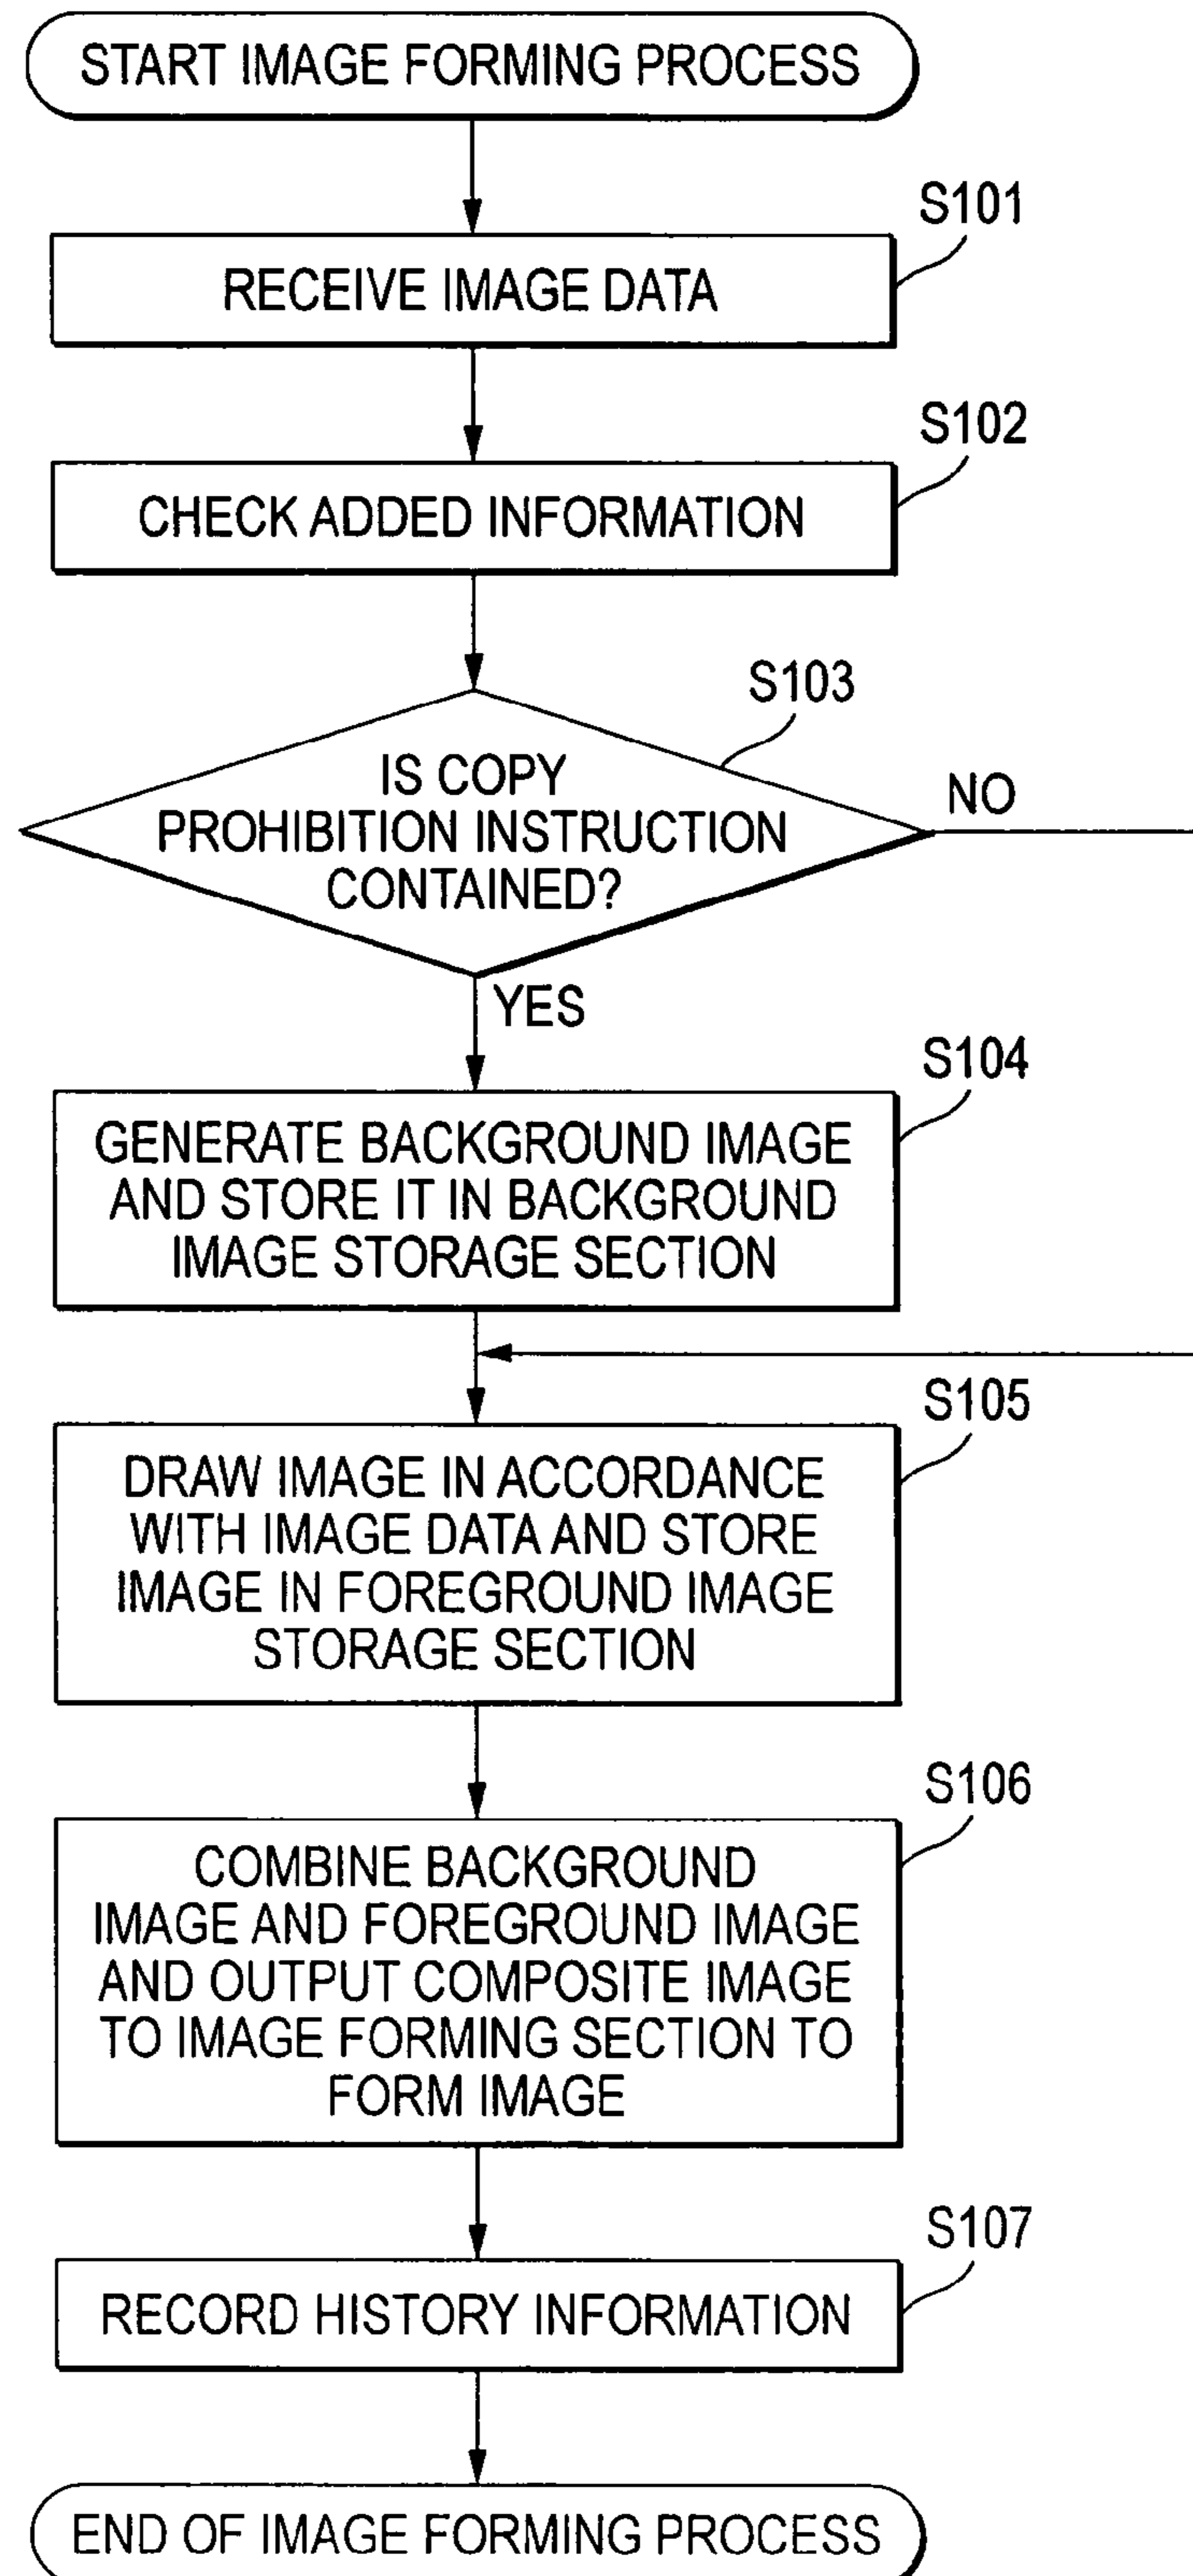 START IMAGE FORMING PROCESS
S101
RECEIVE IMAGE DATA
S102
CHECK ADDED INFORMATION
S103
IS COPY
PROHIBITION INSTRUCTION
CONTAINED?
NO
YES
S104
GENERATE BACKGROUND IMAGE
AND STORE IT IN BACKGROUND
IMAGE STORAGE SECTION
S105
DRAW IMAGE IN ACCORDANCE
WITH IMAGE DATA AND STORE
IMAGE IN FOREGROUND IMAGE
STORAGE SECTION
S106
COMBINE BACKGROUND
IMAGE AND FOREGROUND IMAGE
AND OUTPUT COMPOSITE IMAGE
TO IMAGE FORMING SECTION TO
FORM IMAGE
S107
RECORD HISTORY INFORMATION
END OF IMAGE FORMING PROCESS